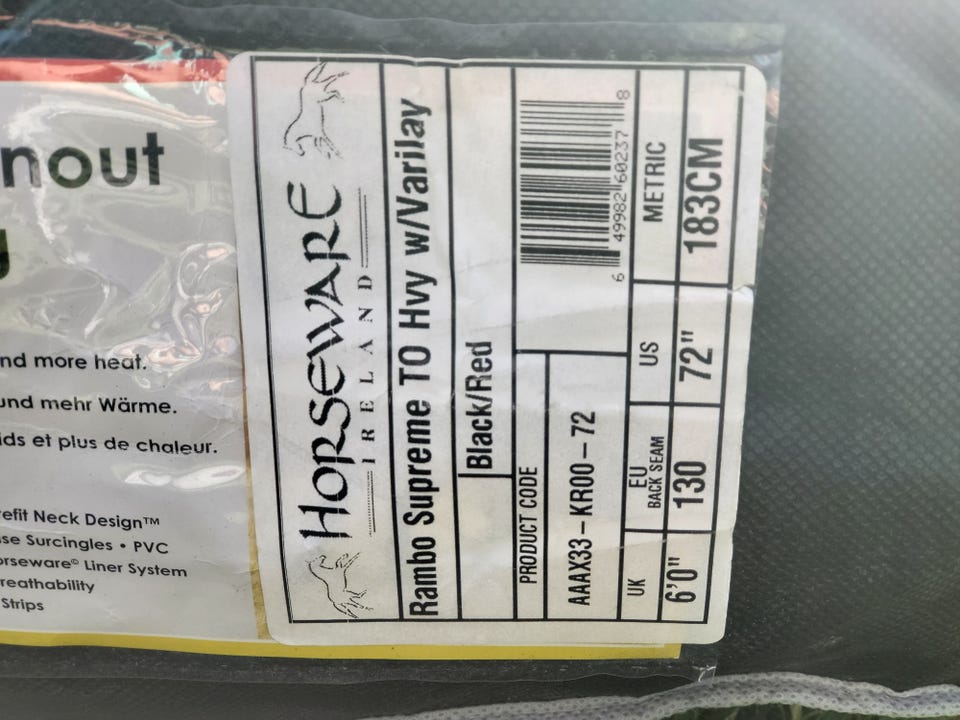 nout
nd more heat.
und mehr Wärme.
ids et plus de chaleur.
refit Neck Design™
se Surcingles • PVC
orseware© Liner System
reathability
Strips
HORSEWARE
IRELAND
Rambo Supreme TO Hvy w/Varilay
Black/Red
PRODUCT CODE
AAAX33-KR00-72
6 49982 60237 8
UK
EU BACK SEAM
US
METRIC
6'0"
130
72"
183CM